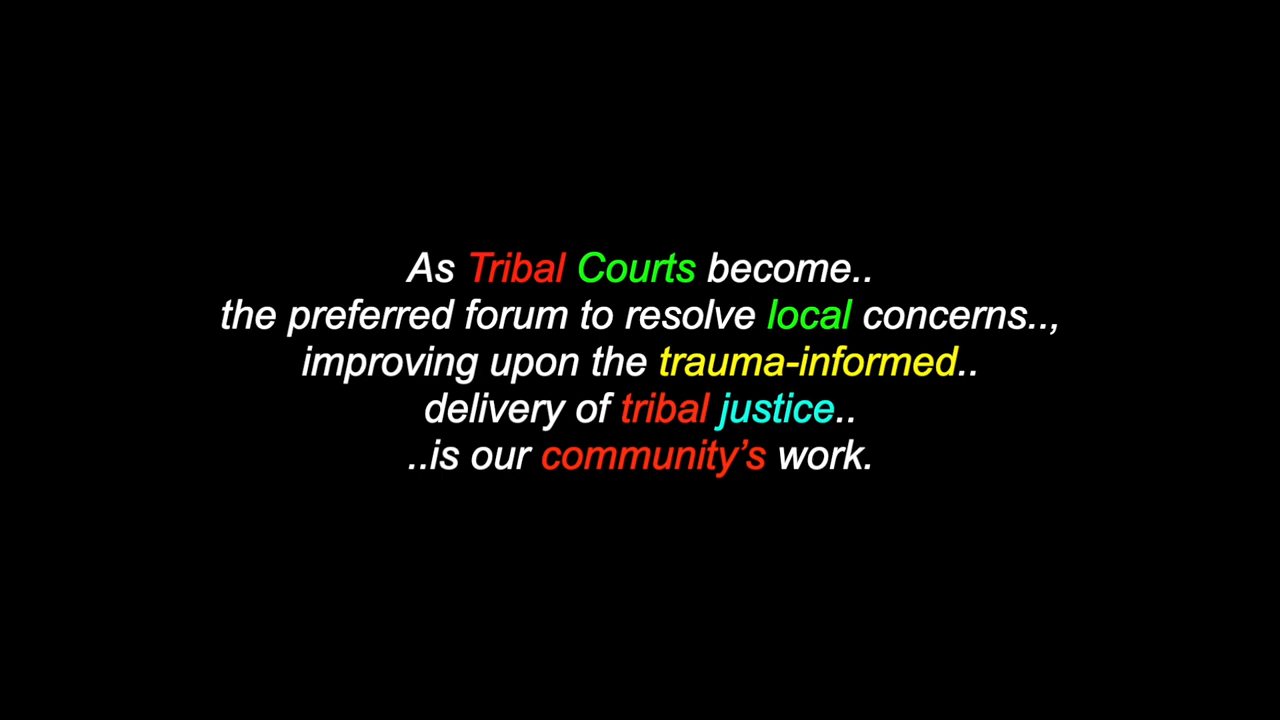 As Tribal Courts become..
the preferred forum to resolve local concerns..,
improving upon the trauma-informed..
delivery of tribal justice..
..is our community’s work.